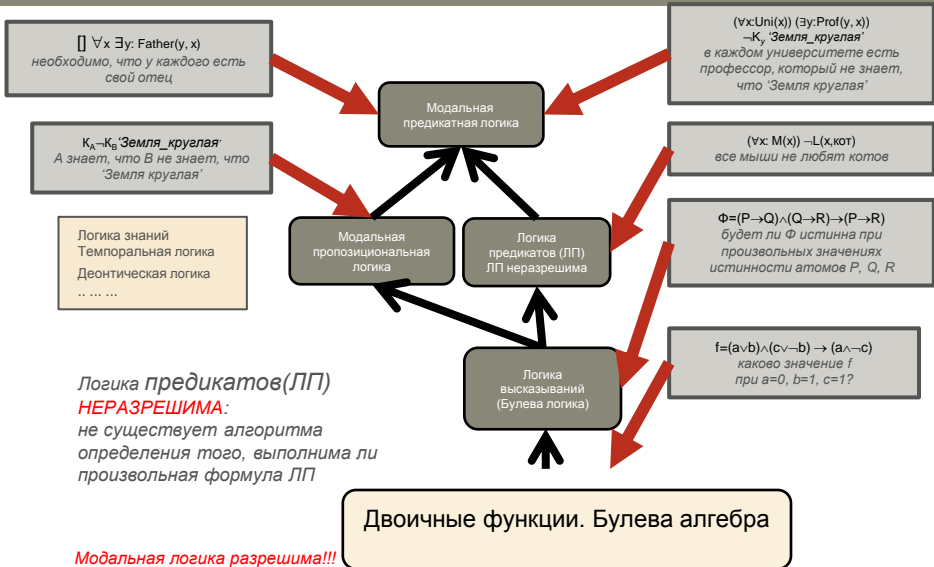 [] ∀x ∃y: Father(y, x)
необходимо, что у каждого есть
свой отец
(∀x:Uni(x)) (∃y:Prof(y, x))
¬K_y 'Земля_круглая'
в каждом университете есть
профессор, который не знает,
что 'Земля круглая'
Модальная
предикатная логика
K_A¬K_B'Земля_круглая'
А знает, что В не знает, что
'Земля круглая'
(∀x: M(x)) ¬L(x,кот)
все мыши не любят котов
Логика знаний
Темпоральная логика
Деонтическая логика
.. ... ...
Модальная
пропозициональная
логика
Логика
предикатов (ЛП)
ЛП неразрешима
Φ=(P→Q)∧(Q→R)→(P→R)
будет ли Ф истинна при
произвольных значениях
истинности атомов P, Q, R
f=(a∨b)∧(c∨¬b) → (a∧¬c)
каково значение f
при a=0, b=1, c=1?
Логика
высказываний
(Булева логика)
Логика предикатов(ЛП)
НЕРАЗРЕШИМА:
не существует алгоритма
определения того, выполнима ли
произвольная формула ЛП
Двоичные функции. Булева алгебра
Модальная логика разрешима!!!